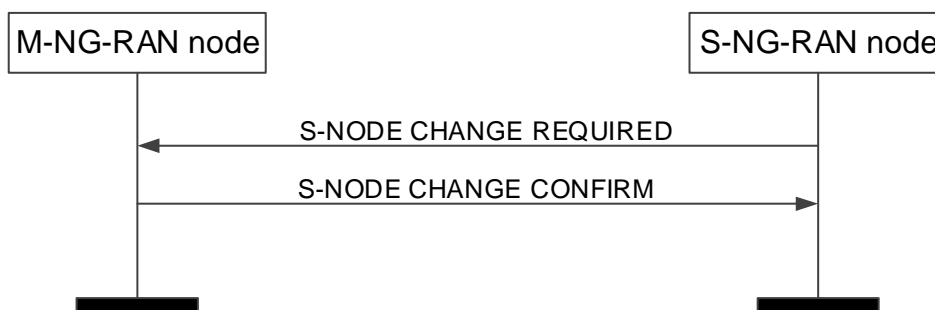 M-NG-RAN node
S-NG-RAN node
S-NODE CHANGE REQUIRED
S-NODE CHANGE CONFIRM